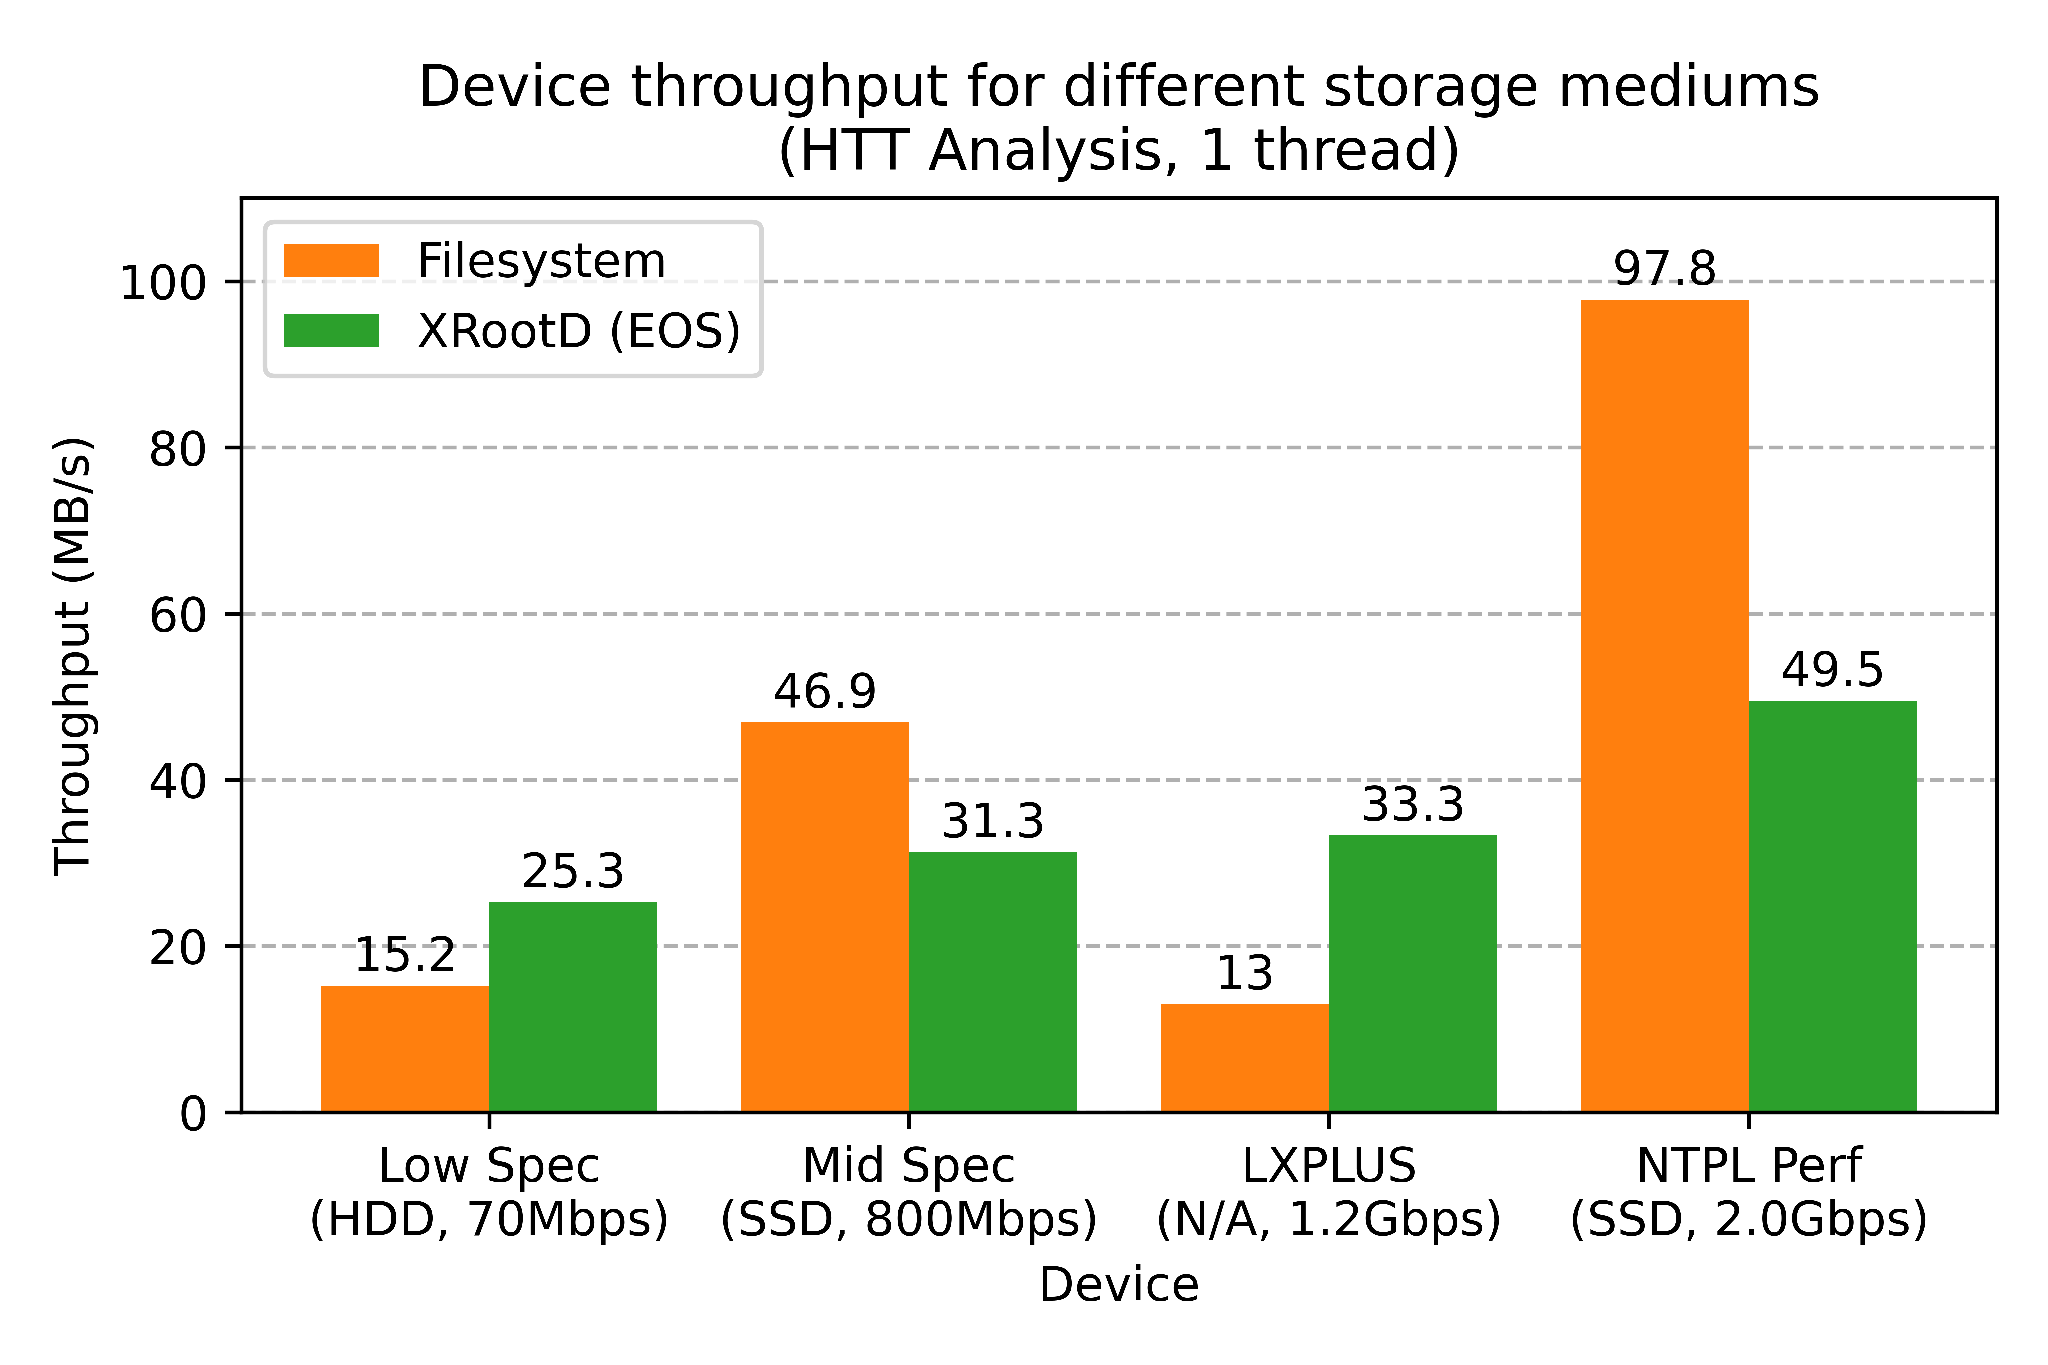 Device throughput for different storage mediums
(HTT Analysis, 1 thread)
Filesystem
XRootD (EOS)
Throughput (MB/s)
100
80
60
40
20
0
15.2
25.3
46.9
31.3
13
33.3
97.8
49.5
Low Spec
(HDD, 70Mbps)
Mid Spec
(SSD, 800Mbps)
LXPLUS
(N/A, 1.2Gbps)
NTPL Perf
(SSD, 2.0Gbps)
Device